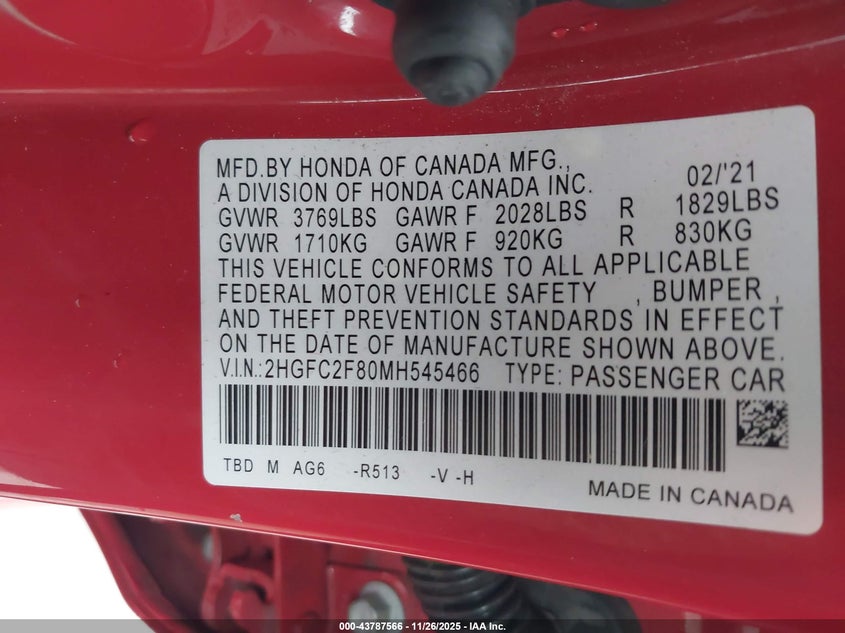 MFD.BY HONDA OF CANADA MFG., 02/'21
A DIVISION OF HONDA CANADA INC.
GVWR 3769LBS GAWR F 2028LBS R 1829LBS
GVWR 1710KG GAWR F 920KG R 830KG
THIS VEHICLE CONFORMS TO ALL APPLICABLE
FEDERAL MOTOR VEHICLE SAFETY , BUMPER ,
AND THEFT PREVENTION STANDARDS IN EFFECT
ON THE DATE OF MANUFACTURE SHOWN ABOVE.
V.I.N.:2HGFC2F80MH545466 TYPE: PASSENGER CAR
TBD M AG6 -R513 -V -H
MADE IN CANADA
000-43787566 - 11/26/2025 - IAA Inc.